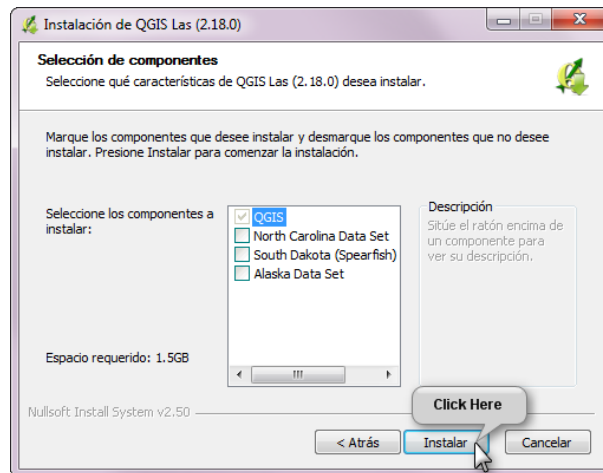 Instalación de QGIS Las (2.18.0)
Selección de componentes
Seleccione qué características de QGIS Las (2.18.0) desea instalar.
Marque los componentes que desee instalar y desmarque los componentes que no desee
instalar. Presione Instalar para comenzar la instalación.
Seleccione los componentes a
instalar:
QGIS
North Carolina Data Set
South Dakota (Spearfish)
Alaska Data Set
Descripción
Sitúe el ratón encima de
un componente para
ver su descripción.
Espacio requerido: 1.5GB
Nullsoft Install System v2.50
Click Here
< Atrás
Instalar
Cancelar